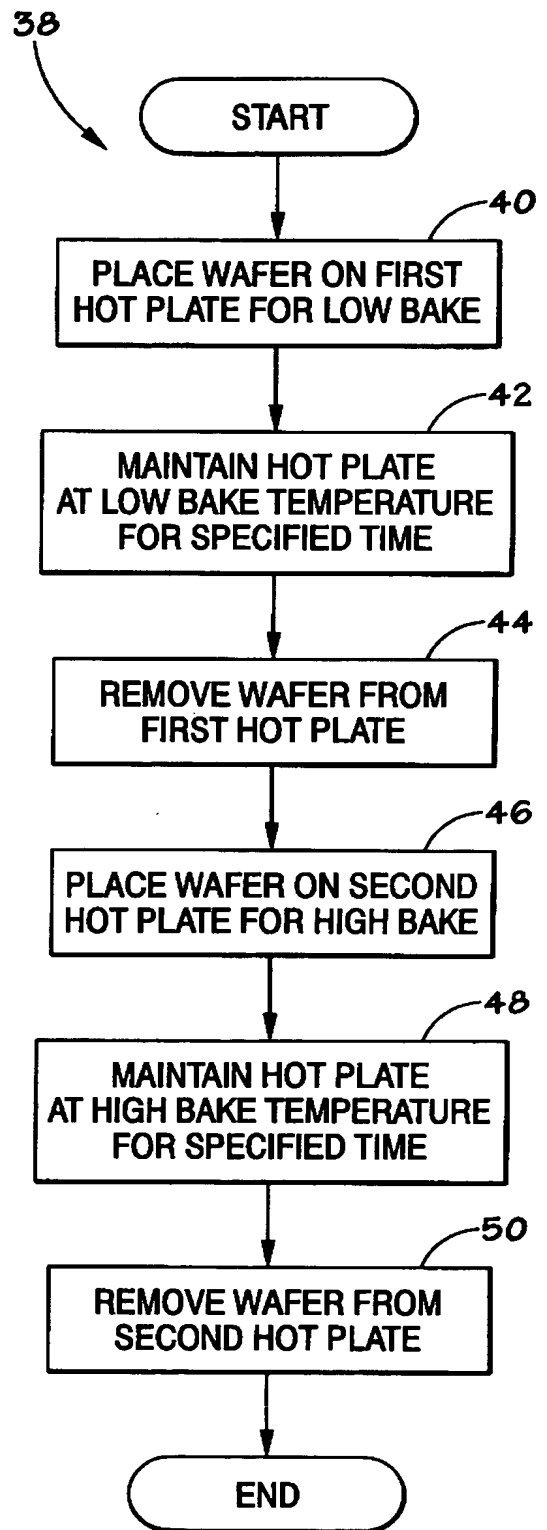 38
START
40
PLACE WAFER ON FIRST
HOT PLATE FOR LOW BAKE
42
MAINTAIN HOT PLATE
AT LOW BAKE TEMPERATURE
FOR SPECIFIED TIME
44
REMOVE WAFER FROM
FIRST HOT PLATE
46
PLACE WAFER ON SECOND
HOT PLATE FOR HIGH BAKE
48
MAINTAIN HOT PLATE
AT HIGH BAKE TEMPERATURE
FOR SPECIFIED TIME
50
REMOVE WAFER FROM
SECOND HOT PLATE
END